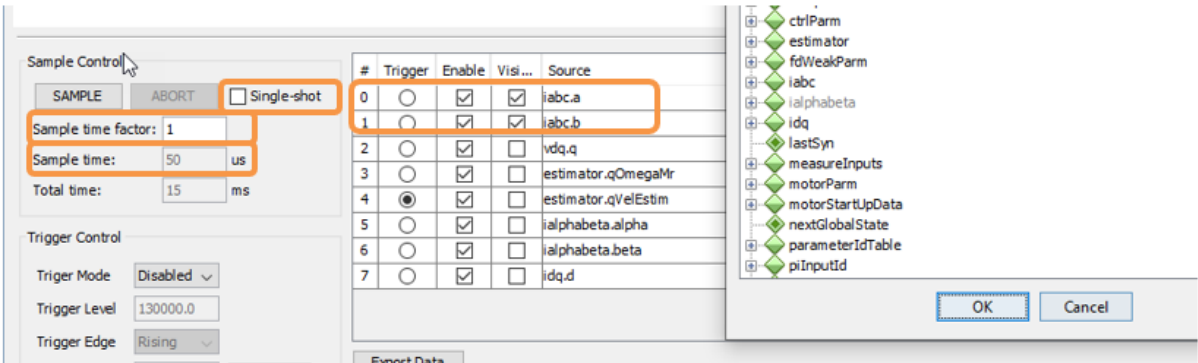 Sample Control
SAMPLE ABORT Single-shot
Sample time factor: 1
Sample time: 50 us
Total time: 15 ms
Trigger Control
Triger Mode Disabled
Trigger Level 130000.0
Trigger Edge Rising
# Trigger Enable Visi... Source
0 iabc.a
1 iabc.b
2 vdq.q
3 estimator.qOmegaMr
4 estimator.qVelEstim
5 ialphabeta.alpha
6 ialphabeta.beta
7 idq.d
Export Data
ctrlParm
estimator
fdWeakParm
iabc
ialphabeta
idq
lastSyn
measureInputs
motorParm
motorStartUpData
nextGlobalState
parameterIdTable
piInputId
OK Cancel